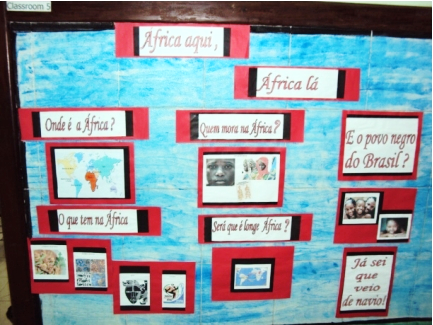 Classroom 5
África aqui,
África lá
Onde é a África?
Quem mora na África?
E o povo negro
do Brasil?
O que tem na África
Será que é longe África?
Já sei
que
veio
de navio!